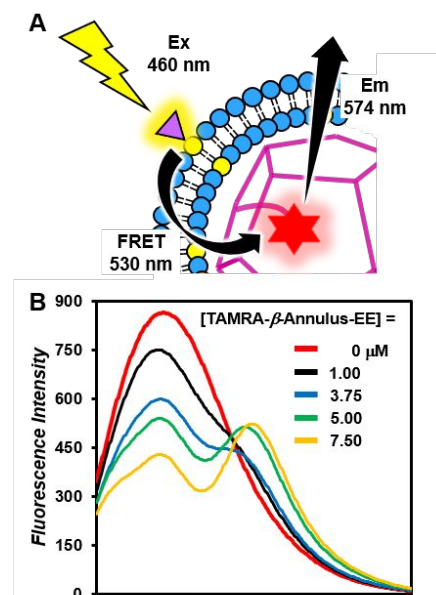 A
Ex
460 nm
Em
574 nm
FRET
530 nm
B
[TAMRA-β-Annulus-EE] =
0 μM
1.00
3.75
5.00
7.50
Fluorescence Intensity
900
750
600
450
300
150
0